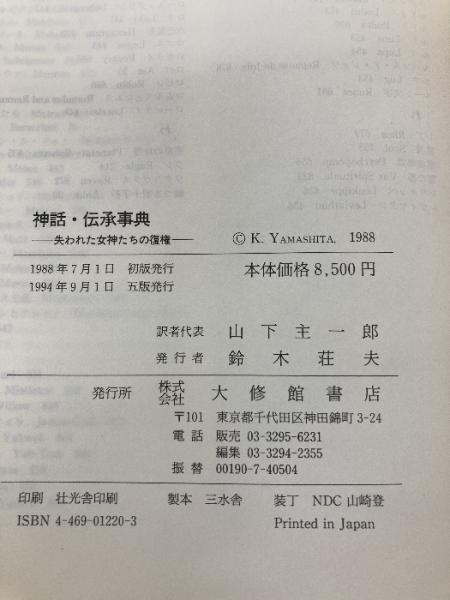 神話・伝承事典
──失われた女神たちの復権──
© K. YAMASHITA, 1988
1988年7月1日 初版発行
1994年9月1日 五版発行
本体価格8,500円
訳者代表 山下主一郎
発行者 鈴木荘夫
発行所 株式会社 大修館書店
〒101 東京都千代田区神田錦町3-24
電話 販売 03-3295-6231
編集 03-3294-2355
振替 00190-7-40504
印刷 壮光舎印刷 製本 三水舎 装丁 NDC 山崎登
ISBN 4-469-01220-3 Printed in Japan